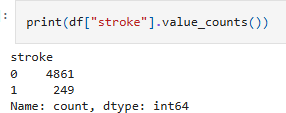 :
print(df["stroke"].value_counts())
stroke
0    4861
1     249
Name: count, dtype: int64